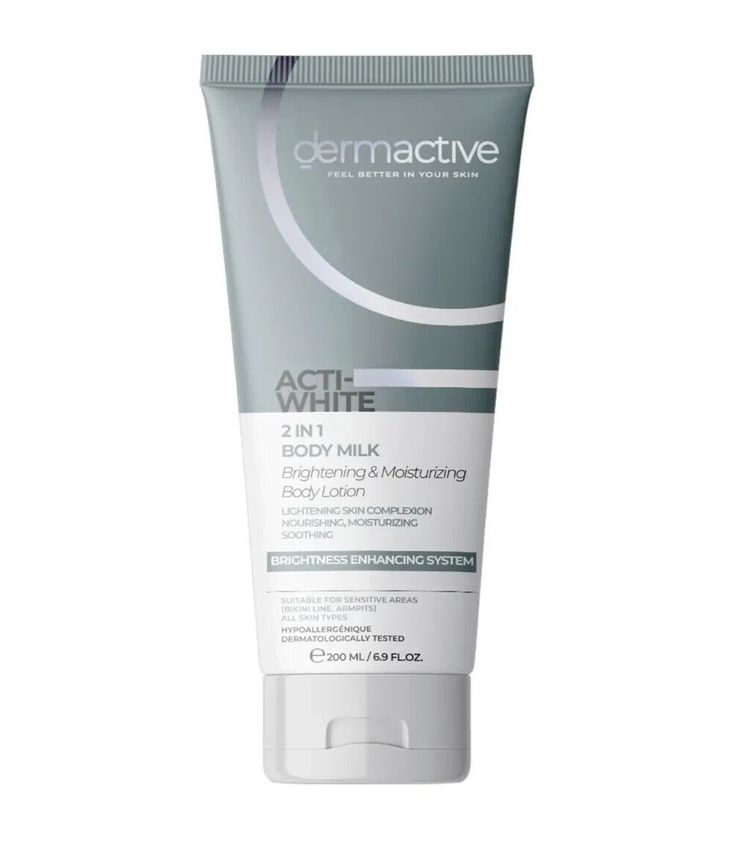 dermactive
FEEL BETTER IN YOUR SKIN
ACTI-
WHITE
2 IN 1
BODY MILK
Brightening & Moisturizing
Body Lotion
LIGHTENING SKIN COMPLEXION
NOURISHING, MOISTURIZING
SOOTHING
BRIGHTNESS ENHANCING SYSTEM
SUITABLE FOR SENSITIVE AREAS
(BIKINI LINE, ARMPITS)
ALL SKIN TYPES
HYPOALLERGÉNIQUE
DERMATOLOGICALLY TESTED
℮ 200 ML / 6.9 FL.OZ.